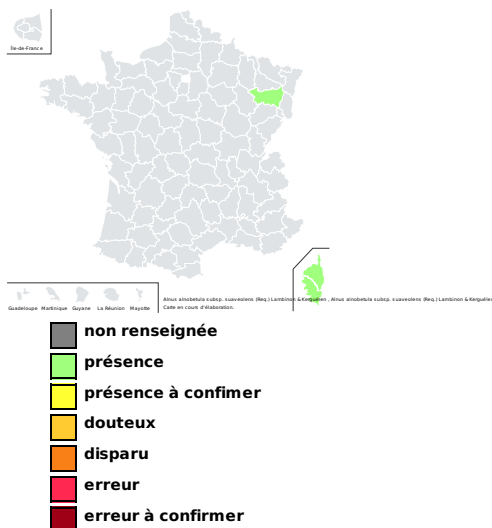 Île-de-France
Guadeloupe Martinique Guyane La Réunion Mayotte
Alnus alnobetula subsp. suaveolens (Req.) Lambinon & Kerguélen , Alnus alnobetula subsp. suaveolens (Req.) Lambinon & Kerguélen
Carte en cours d'élaboration.
non renseignée
présence
présence à confimer
douteux
disparu
erreur
erreur à confirmer